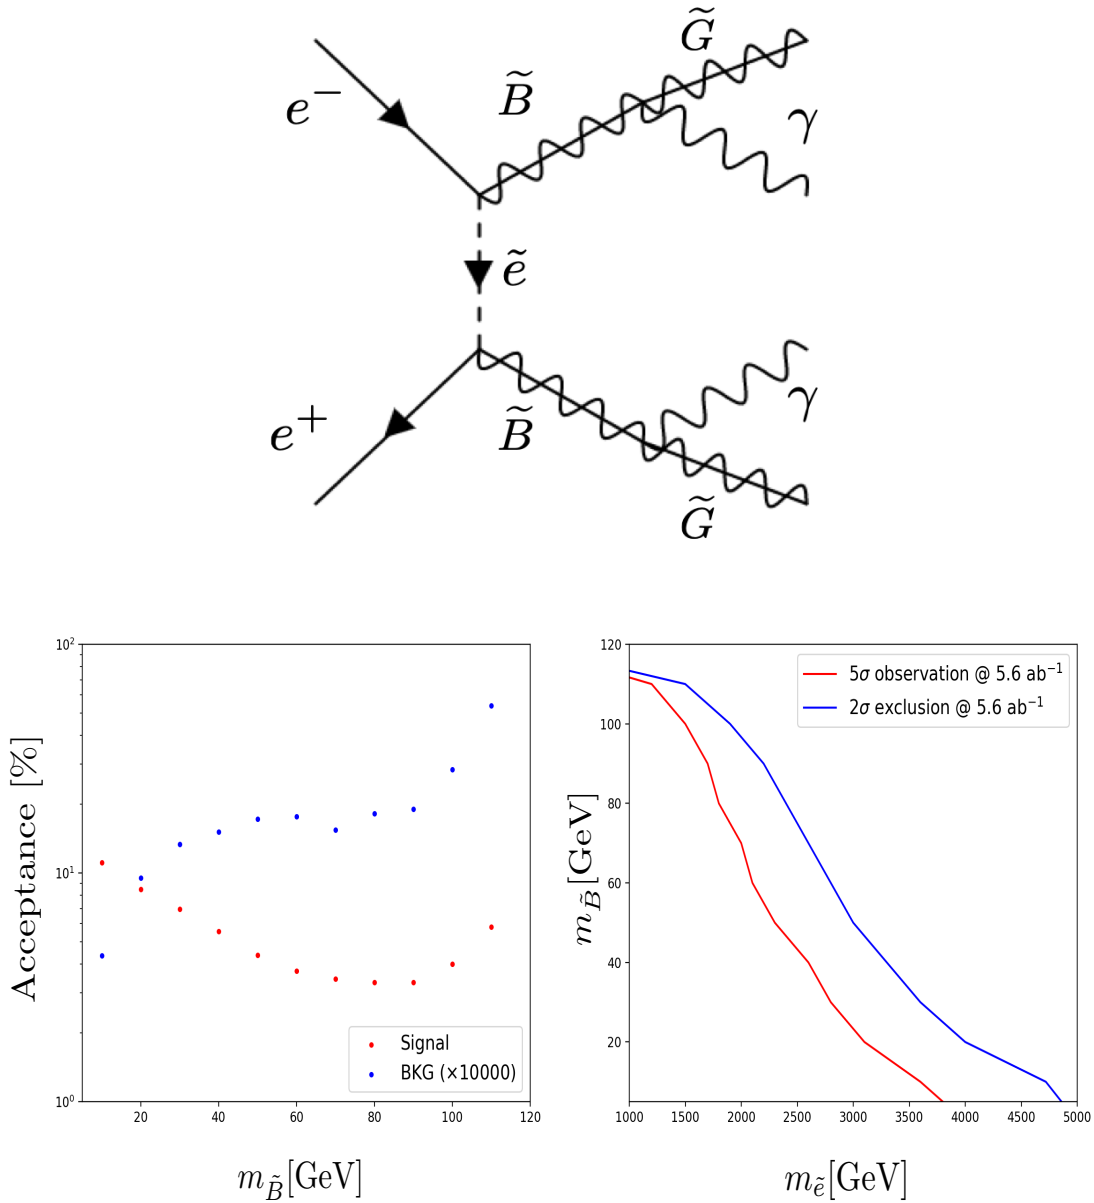 G̃
B̃
e⁻
γ
ẽ
e⁺
B̃
γ
G̃
10²
10¹
10⁰
Acceptance [%]
Signal
BKG (×10000)
20 40 60 80 100 120
m_B̃[GeV]
120
100
80
60
40
20
m_B̃[GeV]
5σ observation @ 5.6 ab⁻¹
2σ exclusion @ 5.6 ab⁻¹
1000 1500 2000 2500 3000 3500 4000 4500 5000
m_ẽ[GeV]